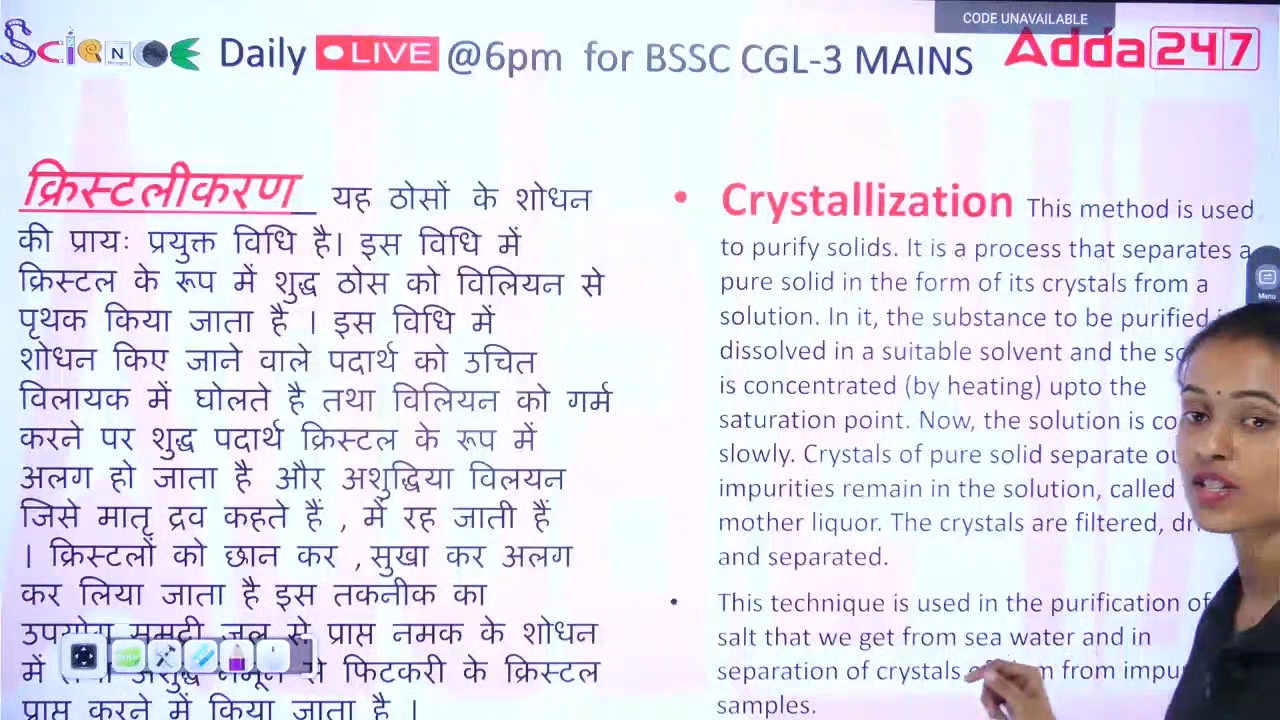 CODE UNAVAILABLE
SCIENCE Daily LIVE @6pm for BSSC CGL-3 MAINS Adda 247
क्रिस्टलीकरण यह ठोसों के शोधन
की प्रायः प्रयुक्त विधि है। इस विधि में
क्रिस्टल के रूप में शुद्ध ठोस को विलियन से
पृथक किया जाता है । इस विधि में
शोधन किए जाने वाले पदार्थ को उचित
विलायक में घोलते है तथा विलियन को गर्म
करने पर शुद्ध पदार्थ क्रिस्टल के रूप में
अलग हो जाता है और अशुद्धिया विलयन
जिसे मातृ द्रव कहते हैं , में रह जाती हैं
। क्रिस्टलों को छान कर , सुखा कर अलग
कर लिया जाता है इस तकनीक का
जल से प्राप्त नमक के शोधन
में से फिटकरी के क्रिस्टल
प्राप्त करने में किया जाता है ।
• Crystallization This method is used
to purify solids. It is a process that separates a
pure solid in the form of its crystals from a
solution. In it, the substance to be purified
dissolved in a suitable solvent and the
is concentrated (by heating) upto the
saturation point. Now, the solution is
slowly. Crystals of pure solid separate
impurities remain in the solution, called
mother liquor. The crystals are filtered,
and separated.
• This technique is used in the purification of
salt that we get from sea water and in
separation of crystals from
samples.
Menu